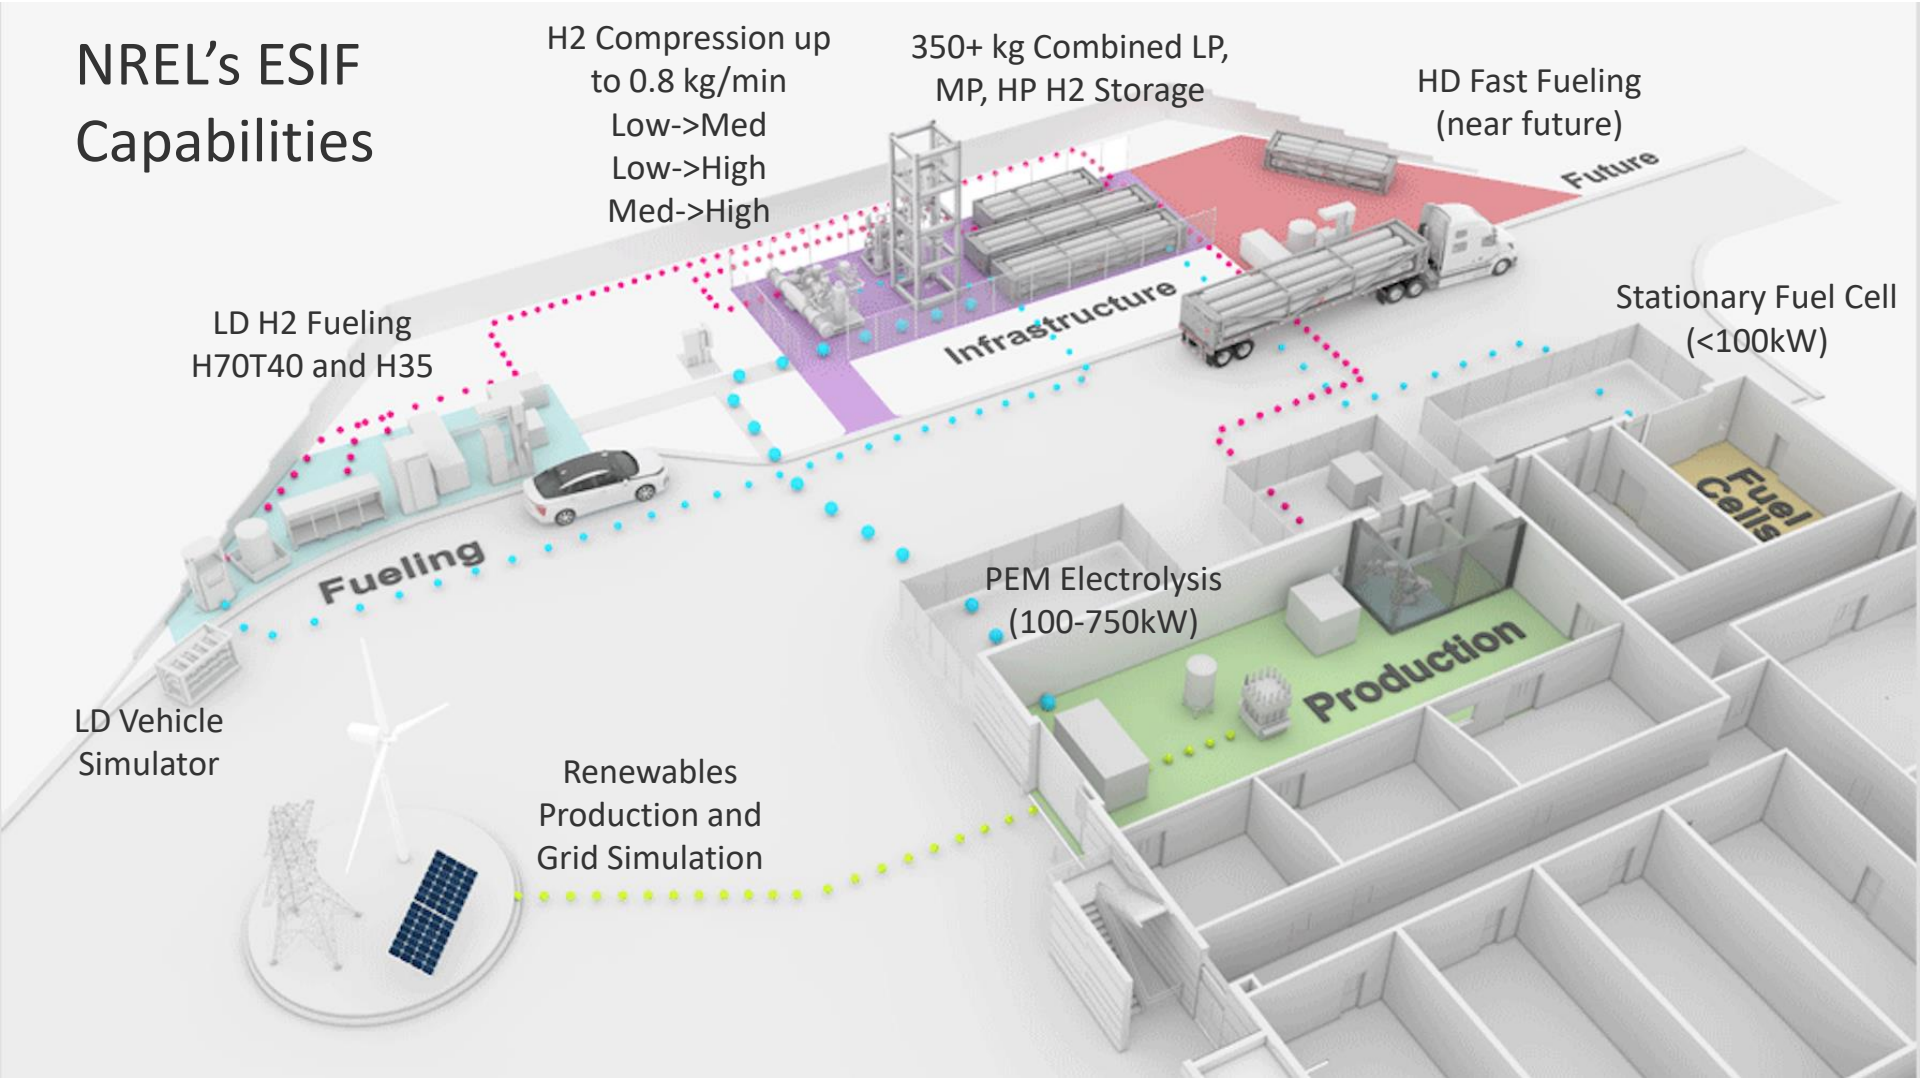 NREL's ESIF
Capabilities
H2 Compression up
to 0.8 kg/min
Low->Med
Low->High
Med->High
350+ kg Combined LP,
MP, HP H2 Storage
HD Fast Fueling
(near future)
Future
Stationary Fuel Cell
(<100kW)
LD H2 Fueling
H70T40 and H35
Infrastructure
Fuel
Cells
Fueling
PEM Electrolysis
(100-750kW)
Production
LD Vehicle
Simulator
Renewables
Production and
Grid Simulation